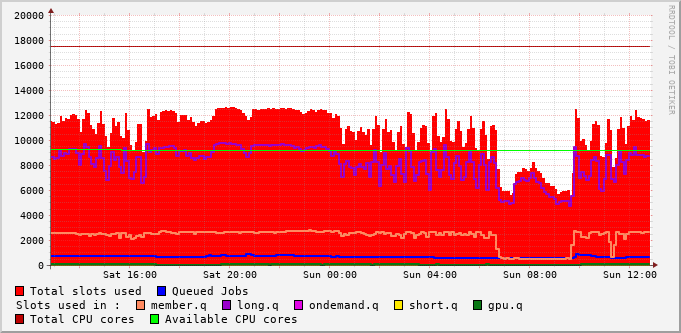 20000
18000
16000
14000
12000
10000
8000
6000
4000
2000
0
Sat 16:00 Sat 20:00 Sun 00:00 Sun 04:00 Sun 08:00 Sun 12:00
RRDTOOL / TOBI OETIKER
Total slots used Queued Jobs
Slots used in : member.q long.q ondemand.q short.q gpu.q
Total CPU cores Available CPU cores